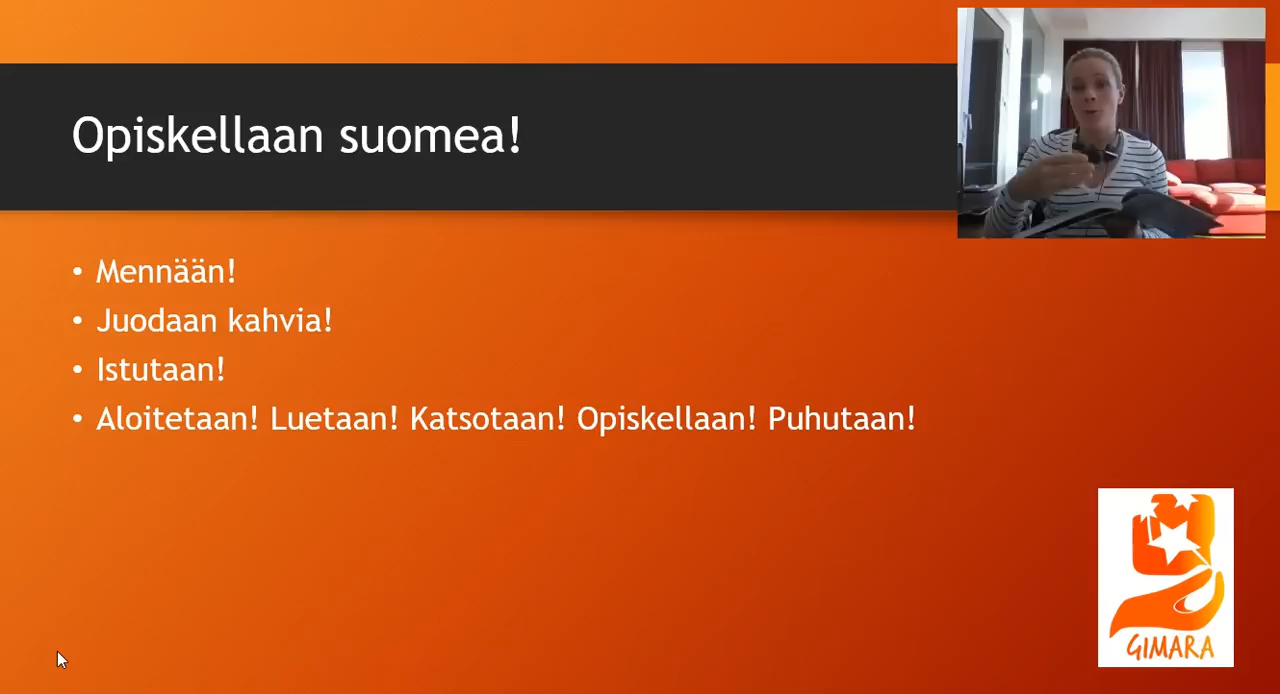 Opiskellaan suomea!
• Mennään!
• Juodaan kahvia!
• Istutaan!
• Aloitetaan! Luetaan! Katsotaan! Opiskellaan! Puhutaan!
GIMARA